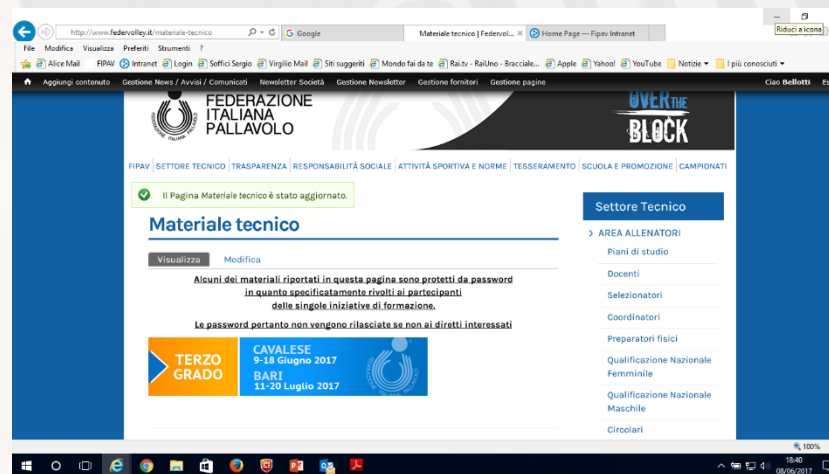 http://www.federvolley.it/materiale-tecnico
Google
Materiale tecnico | Federvol...
Home Page — Fipav Intranet
Riduci a icona
File Modifica Visualizza Preferiti Strumenti ?
Alice Mail FIPAV Intranet Login Soffici Sergio Virgilio Mail Siti suggeriti Mondo fai da te Rai.tv - RaiUno - Bracciale... Apple Yahoo! YouTube Notizie I più conosciuti
Aggiungi contenuto Gestione News / Avvisi / Comunicati Newsletter Società Gestione Newsletter Gestione fornitori Gestione pagine Ciao Bellotti
FEDERAZIONE
ITALIANA
PALLAVOLO
OVER THE
BLOCK
FIPAV SETTORE TECNICO TRASPARENZA RESPONSABILITÀ SOCIALE ATTIVITÀ SPORTIVA E NORME TESSERAMENTO SCUOLA E PROMOZIONE CAMPIONATI
Il Pagina Materiale tecnico è stato aggiornato.
Materiale tecnico
Visualizza Modifica
Alcuni dei materiali riportati in questa pagina sono protetti da password
in quanto specificatamente rivolti ai partecipanti
delle singole iniziative di formazione.
Le password pertanto non vengono rilasciate se non ai diretti interessati
TERZO
GRADO
CAVALESE
9-18 Giugno 2017
BARI
11-20 Luglio 2017
Settore Tecnico
AREA ALLENATORI
Piani di studio
Docenti
Selezionatori
Coordinatori
Preparatori fisici
Qualificazione Nazionale
Femminile
Qualificazione Nazionale
Maschile
Circolari
100%
18:40
08/06/2017